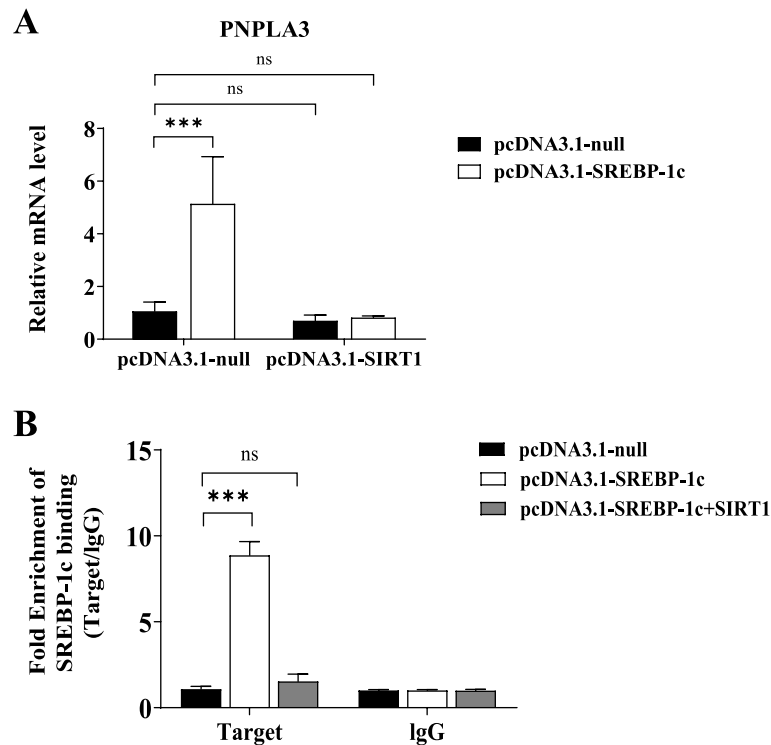 A
PNPLA3
ns
ns
***
8
6
4
2
0
Relative mRNA level
pcDNA3.1-null
pcDNA3.1-SREBP-1c
pcDNA3.1-null
pcDNA3.1-SIRT1
B
15
10
5
0
Fold Enrichment of
SREBP-1c binding
(Target/lgG)
ns
***
pcDNA3.1-null
pcDNA3.1-SREBP-1c
pcDNA3.1-SREBP-1c+SIRT1
Target
lgG